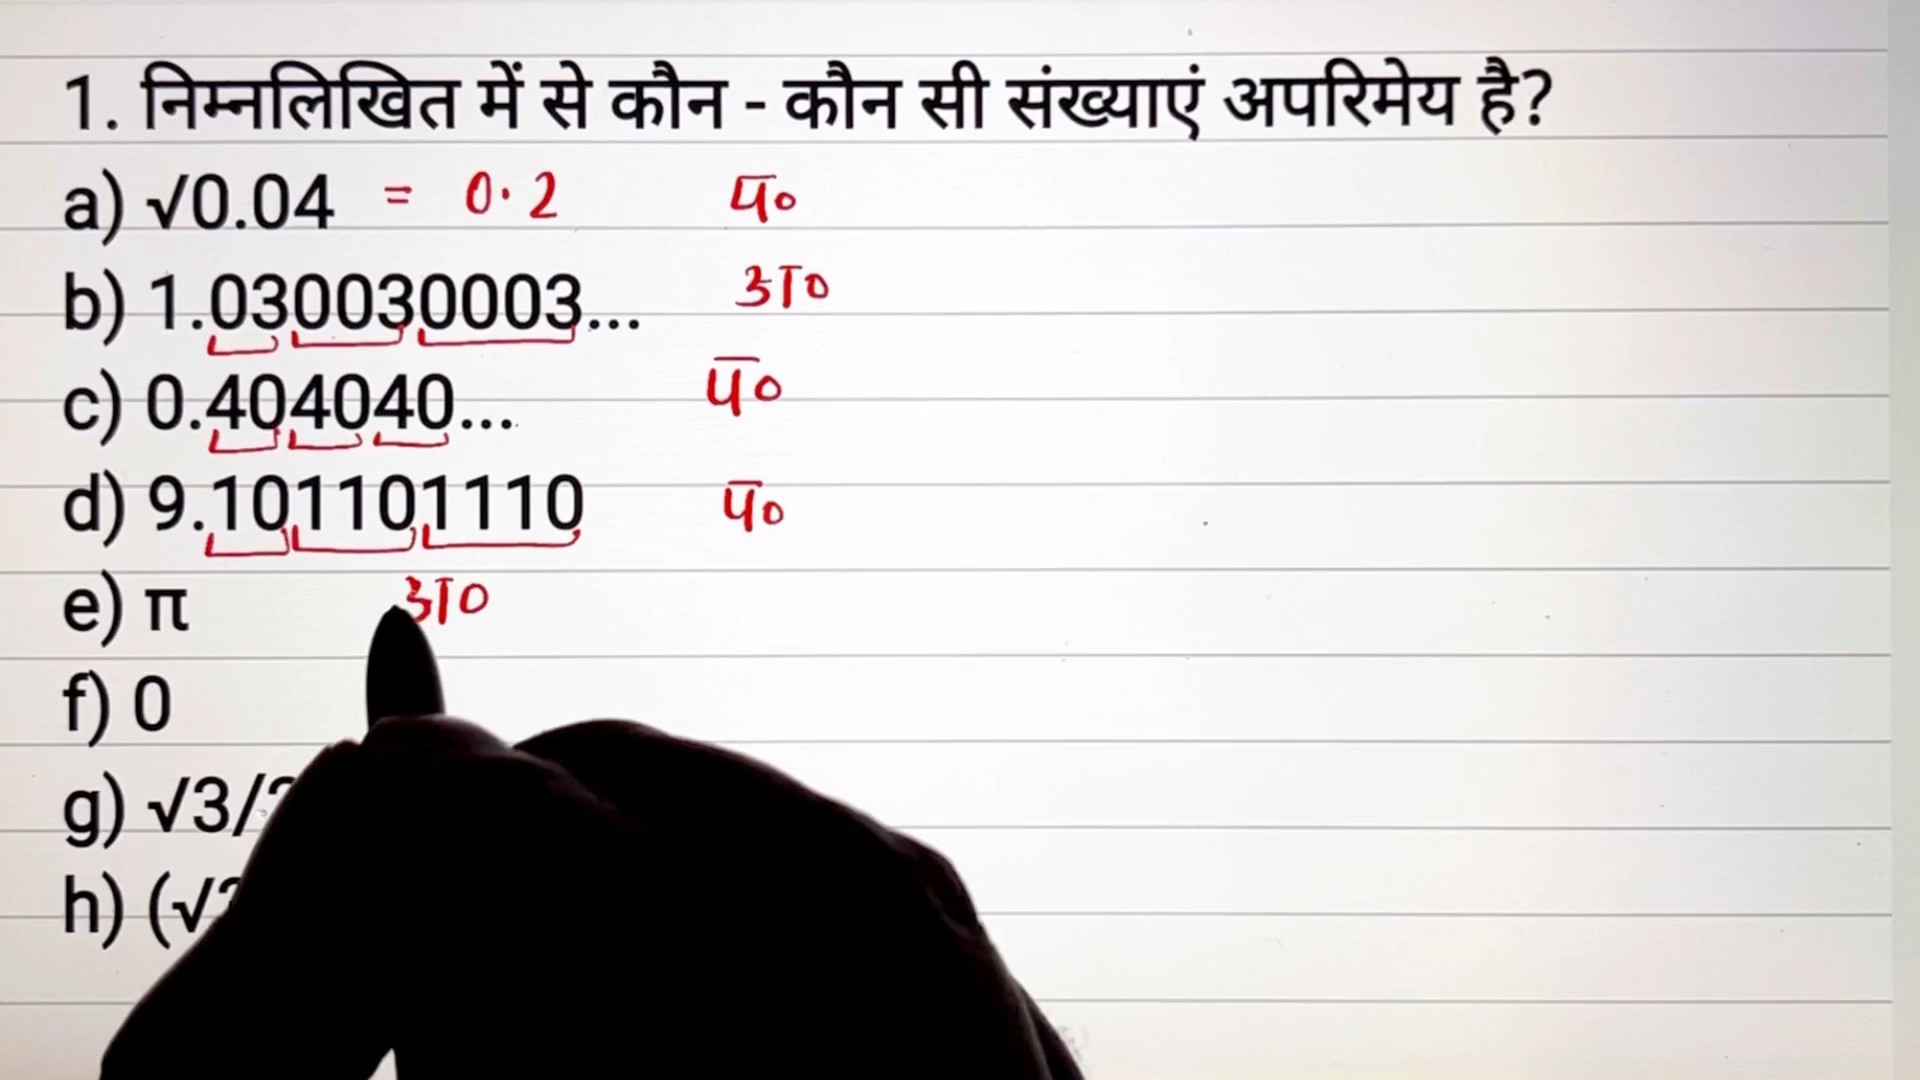 1. निम्नलिखित में से कौन - कौन सी संख्याएं अपरिमेय है?
a) √0.04 = 0.2 प०
b) 1.030030003... अ०
c) 0.404040... प०
d) 9.101101110 प०
e) π अ०
f) 0
g) √3/
h) (√